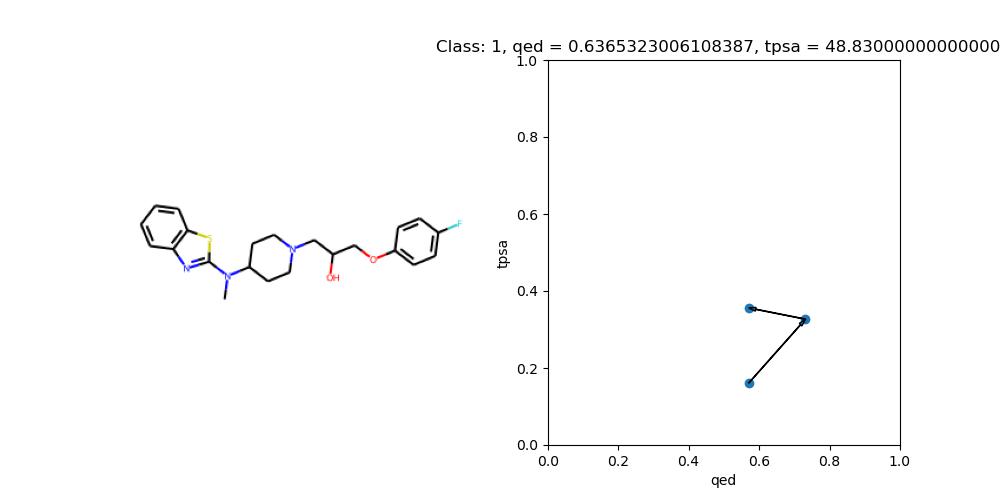 Class: 1, qed = 0.6365323006108387, tpsa = 48.83000000000000
1.0
0.8
0.6
0.4
0.2
0.0
tpsa
0.0 0.2 0.4 0.6 0.8 1.0
qed
S
N
N
N
OH
O
F